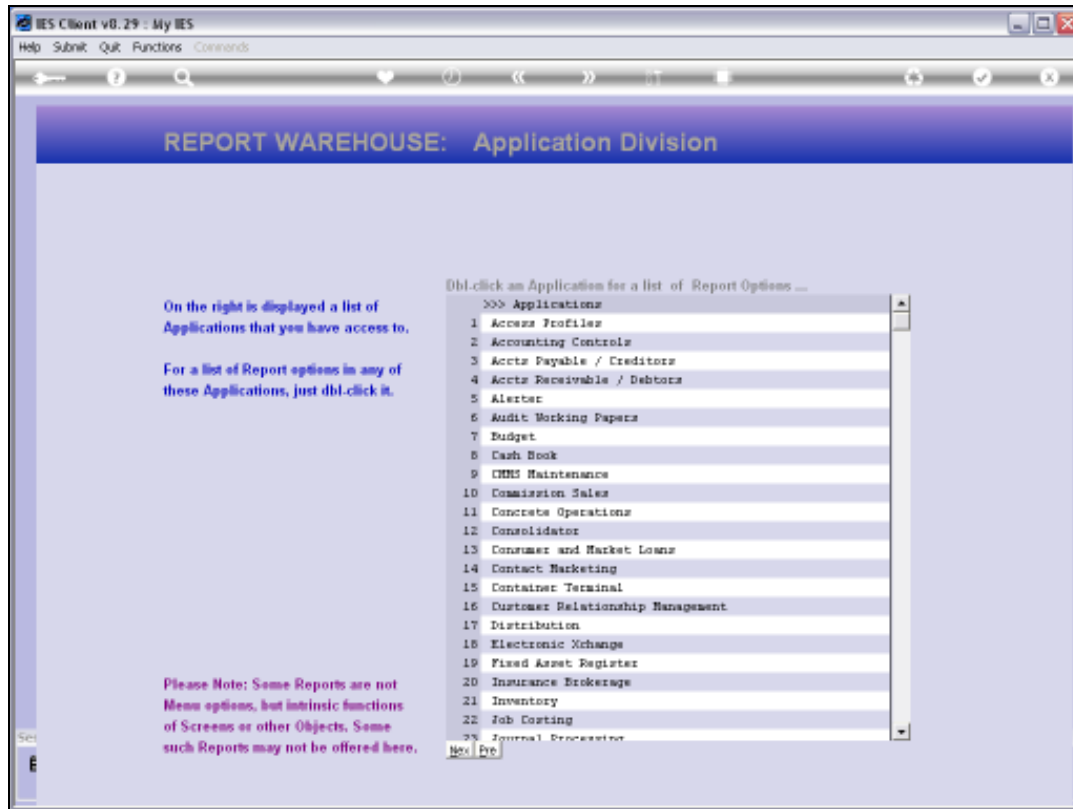 IES Client v8.29 : My IES
Help Submit Quit Functions Commands
REPORT WAREHOUSE: Application Division
Dbl-click an Application for a list of Report Options ...
On the right is displayed a list of
Applications that you have access to.
For a list of Report options in any of
these Applications, just dbl-click it.
>>> Applications
1 Access Profiles
2 Accounting Controls
3 Accts Payable / Creditors
4 Accts Receivable / Debtors
5 Alerter
6 Audit Working Papers
7 Budget
8 Cash Book
9 CMMS Maintenance
10 Commission Sales
11 Concrete Operations
12 Consolidator
13 Consumer and Market Loans
14 Contact Marketing
15 Container Terminal
16 Customer Relationship Management
17 Distribution
18 Electronic Xchange
19 Fixed Asset Register
20 Insurance Brokerage
21 Inventory
22 Job Costing
23 Journal Processing
Please Note: Some Reports are not
Menu options, but intrinsic functions
of Screens or other Objects. Some
such Reports may not be offered here.
Nex Pre